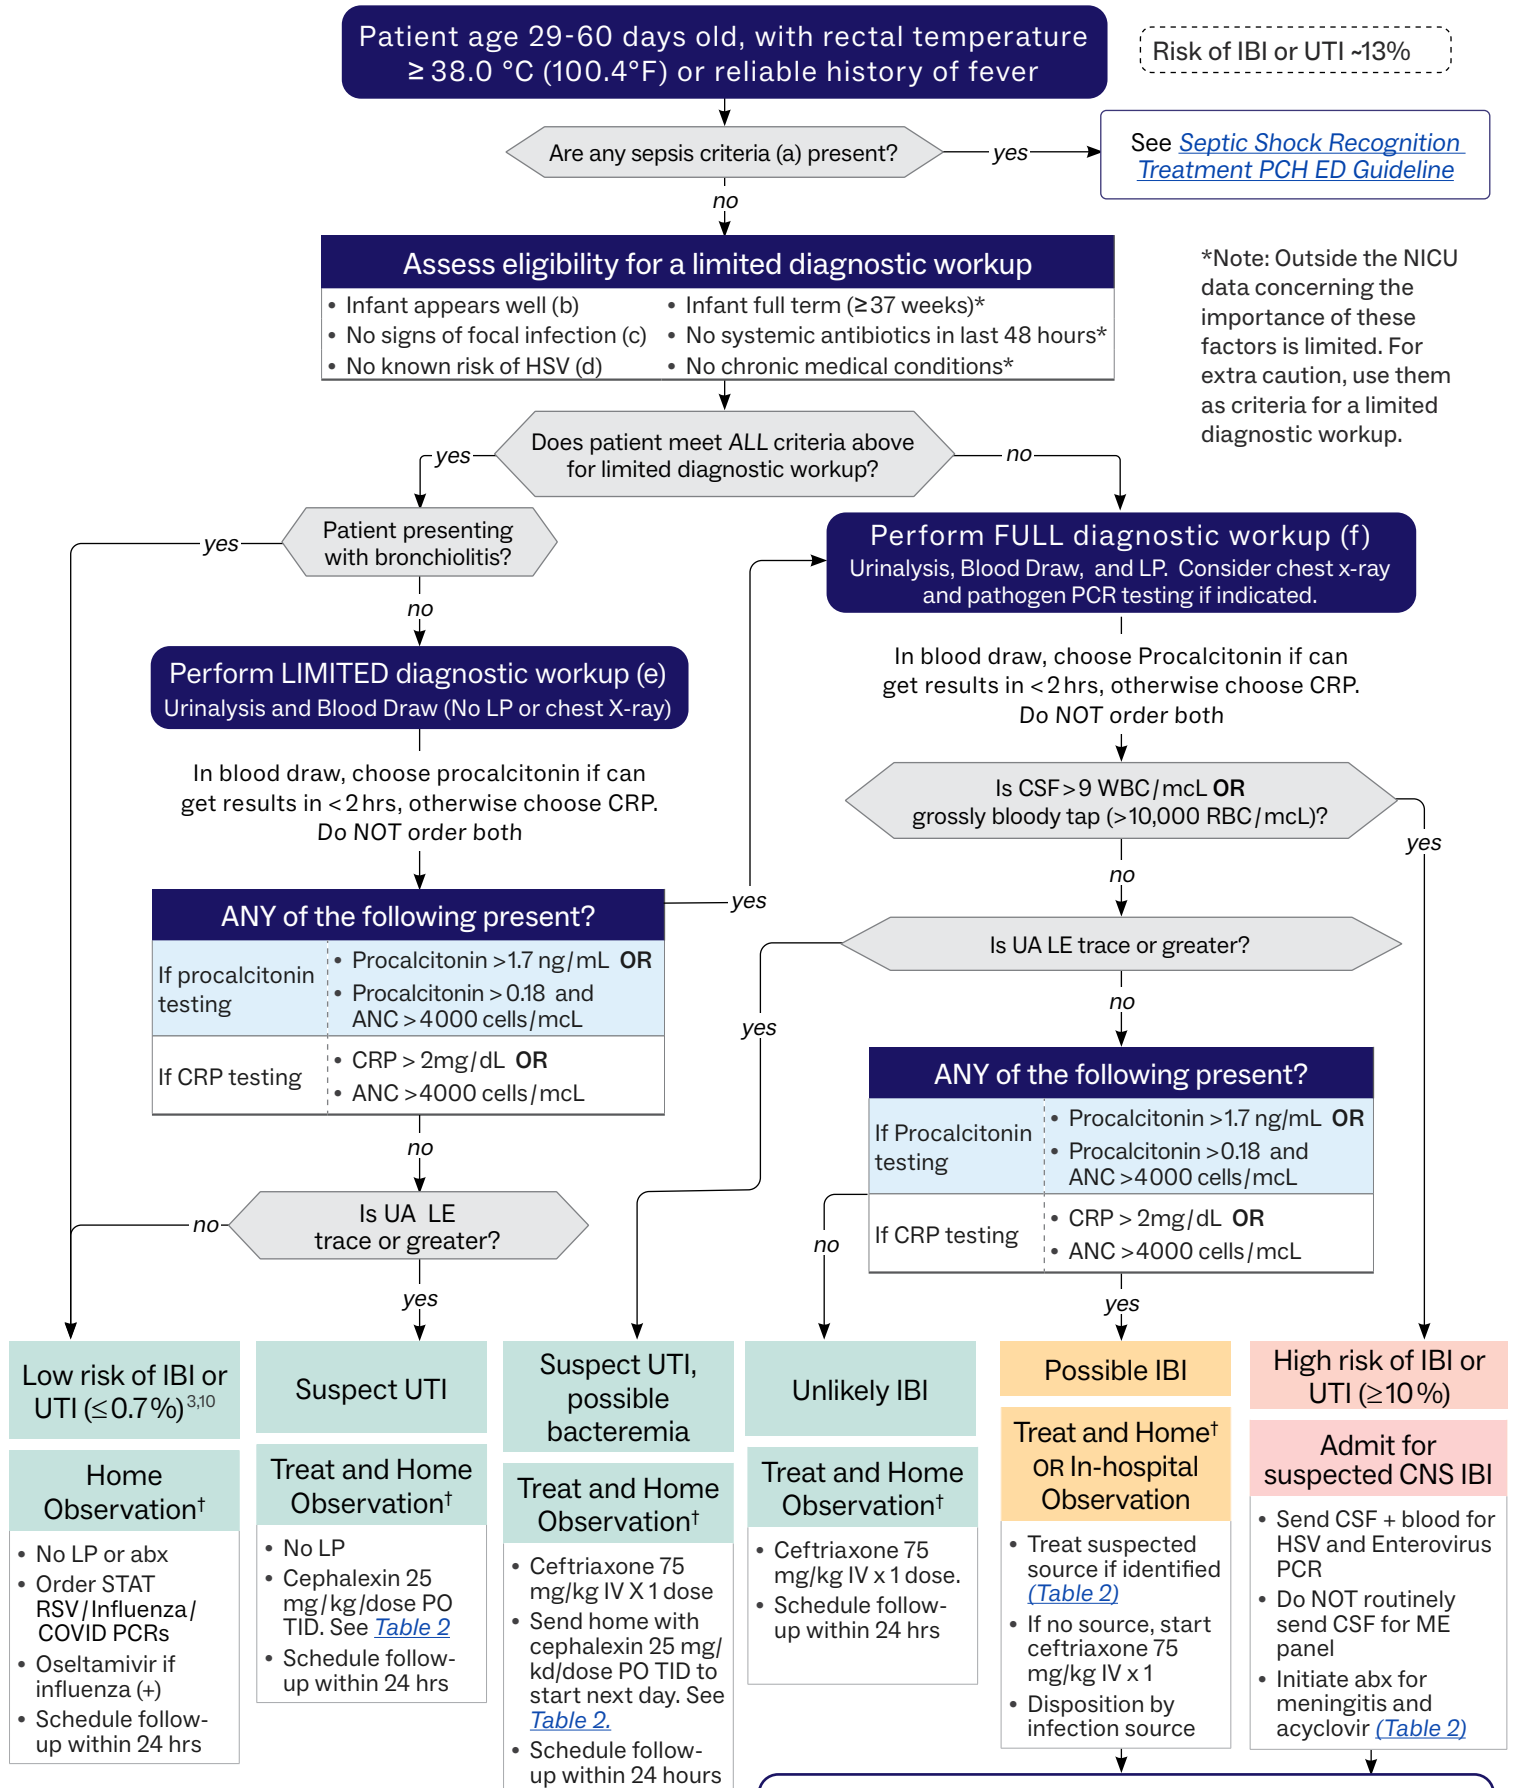 Patient age 29-60 days old, with rectal temperature
≥ 38.0 °C (100.4°F) or reliable history of fever
Risk of IBI or UTI ~13%
Are any sepsis criteria (a) present?
yes
See Septic Shock Recognition
Treatment PCH ED Guideline
no
Assess eligibility for a limited diagnostic workup
• Infant appears well (b)
• No signs of focal infection (c)
• No known risk of HSV (d)
• Infant full term (≥37 weeks)*
• No systemic antibiotics in last 48 hours*
• No chronic medical conditions*
*Note: Outside the NICU
data concerning the
importance of these
factors is limited. For
extra caution, use them
as criteria for a limited
diagnostic workup.
Does patient meet ALL criteria above
for limited diagnostic workup?
yes
no
Patient presenting
with bronchiolitis?
yes
no
Perform FULL diagnostic workup (f)
Urinalysis, Blood Draw, and LP. Consider chest x-ray
and pathogen PCR testing if indicated.
Perform LIMITED diagnostic workup (e)
Urinalysis and Blood Draw (No LP or chest X-ray)
In blood draw, choose Procalcitonin if can
get results in <2 hrs, otherwise choose CRP.
Do NOT order both
In blood draw, choose procalcitonin if can
get results in <2 hrs, otherwise choose CRP.
Do NOT order both
Is CSF>9 WBC/mcL OR
grossly bloody tap (>10,000 RBC/mcL)?
yes
no
ANY of the following present?
yes
If procalcitonin
testing
• Procalcitonin >1.7 ng/mL OR
• Procalcitonin >0.18 and
ANC >4000 cells/mcL
If CRP testing
• CRP > 2mg/dL OR
• ANC >4000 cells/mcL
no
Is UA LE trace or greater?
yes
no
ANY of the following present?
If Procalcitonin
testing
• Procalcitonin >1.7 ng/mL OR
• Procalcitonin >0.18 and
ANC >4000 cells/mcL
If CRP testing
• CRP > 2mg/dL OR
• ANC >4000 cells/mcL
no
yes
Is UA LE
trace or greater?
no
yes
Low risk of IBI or
UTI (≤0.7%)3,10
Home
Observation†
• No LP or abx
• Order STAT
RSV/Influenza/
COVID PCRs
• Oseltamivir if
influenza (+)
• Schedule follow-
up within 24 hrs
Suspect UTI
Treat and Home
Observation†
• No LP
• Cephalexin 25
mg/kg/dose PO
TID. See Table 2
• Schedule follow-
up within 24 hrs
Suspect UTI,
possible
bacteremia
Treat and Home
Observation†
• Ceftriaxone 75
mg/kg IV X 1 dose
• Send home with
cephalexin 25 mg/
kd/dose PO TID to
start next day. See
Table 2.
• Schedule follow-
up within 24 hours
Unlikely IBI
Treat and Home
Observation†
• Ceftriaxone 75
mg/kg IV x 1 dose.
• Schedule follow-
up within 24 hrs
Possible IBI
Treat and Home†
OR In-hospital
Observation
• Treat suspected
source if identified
(Table 2)
• If no source, start
ceftriaxone 75
mg/kg IV x 1
• Disposition by
infection source
High risk of IBI or
UTI (≥10%)
Admit for
suspected CNS IBI
• Send CSF + blood for
HSV and Enterovirus
PCR
• Do NOT routinely
send CSF for ME
panel
• Initiate abx for
meningitis and
acyclovir (Table 2)